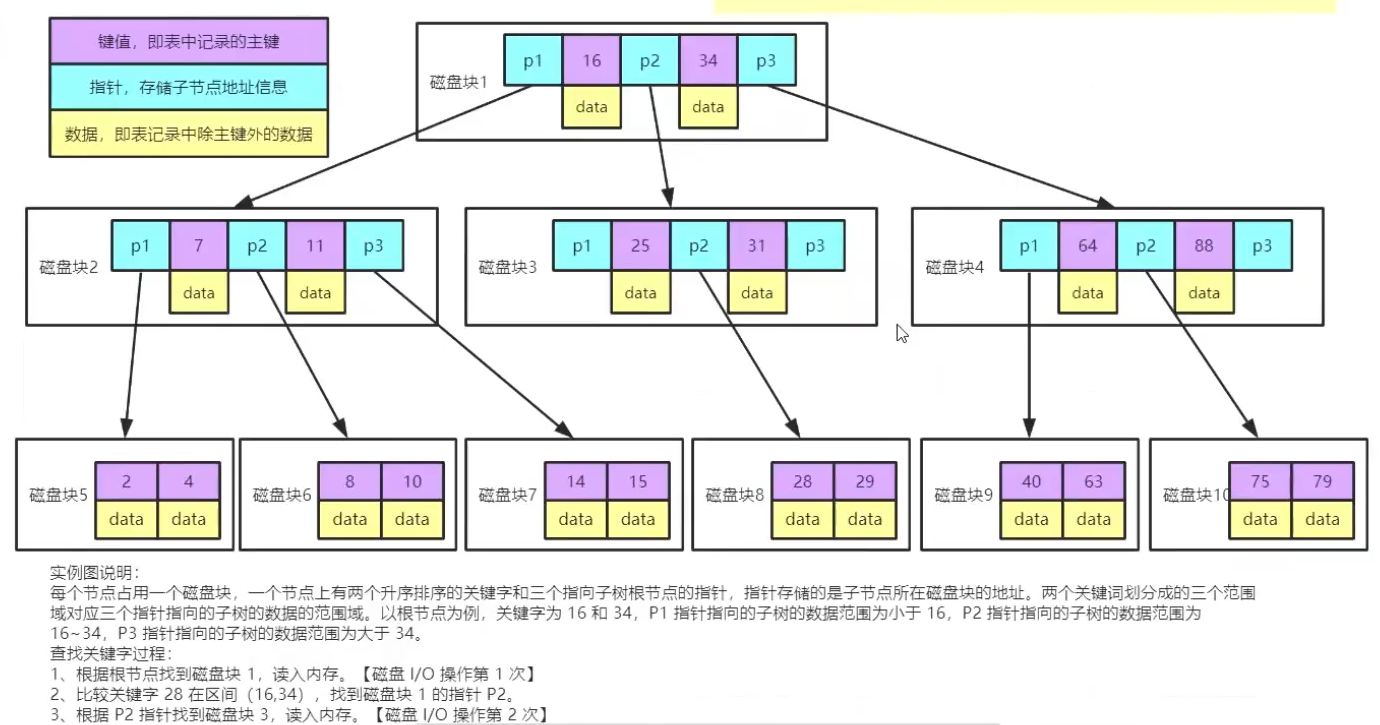 键值，即表中记录的主键
指针，存储子节点地址信息
数据，即表记录中除主键外的数据
磁盘块1
p1 16 p2 34 p3
data data
磁盘块2
p1 7 p2 11 p3
data data
磁盘块3
p1 25 p2 31 p3
data data
磁盘块4
p1 64 p2 88 p3
data data
磁盘块5
2 4
data data
磁盘块6
8 10
data data
磁盘块7
14 15
data data
磁盘块8
28 29
data data
磁盘块9
40 63
data data
磁盘块10
75 79
data data
实例图说明：
每个节点占用一个磁盘块，一个节点上有两个升序排序的关键字和三个指向子树根节点的指针，指针存储的是子节点所在磁盘块的地址。两个关键词划分成的三个范围
域对应三个指针指向的子树的数据的范围域。以根节点为例，关键字为 16 和 34，P1 指针指向的子树的数据范围为小于 16，P2 指针指向的子树的数据范围为
16~34，P3 指针指向的子树的数据范围为大于 34。
查找关键字过程：
1、根据根节点找到磁盘块 1，读入内存。【磁盘 I/O 操作第 1 次】
2、比较关键字 28 在区间（16,34），找到磁盘块 1 的指针 P2。
3、根据 P2 指针找到磁盘块 3，读入内存。【磁盘 I/O 操作第 2 次】